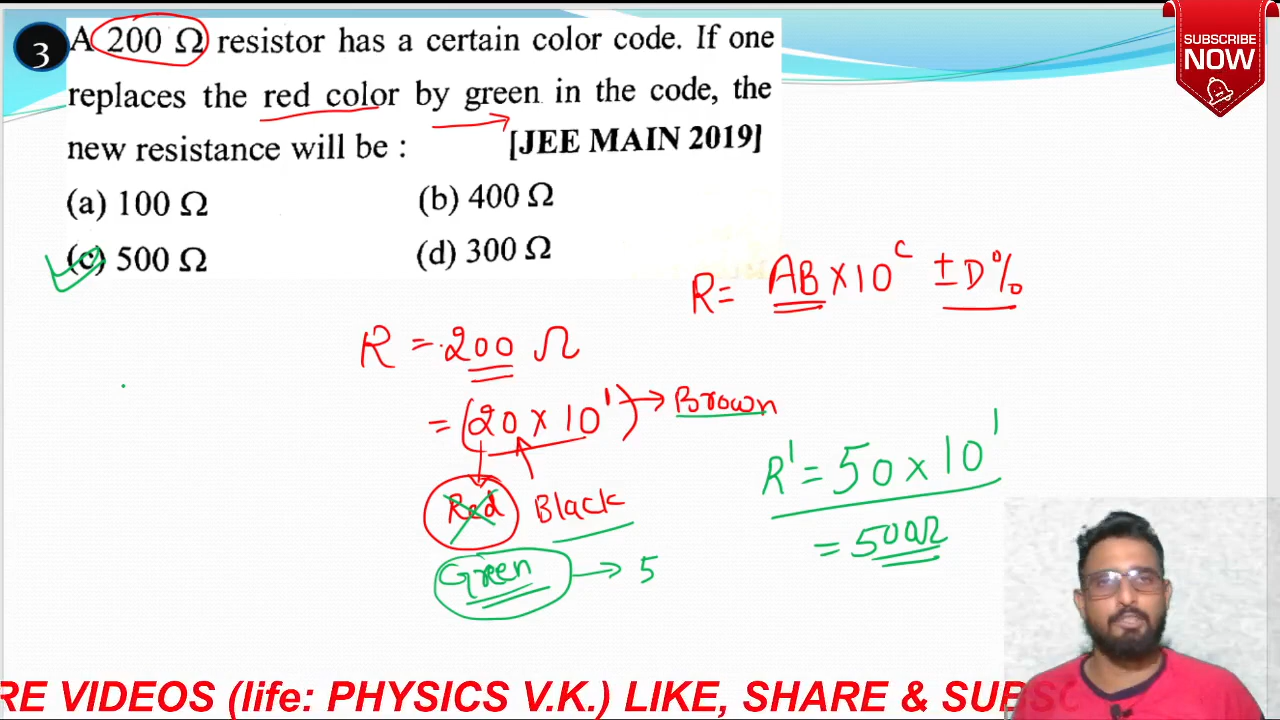 3
A 200 Ω resistor has a certain color code. If one
replaces the red color by green in the code, the
new resistance will be :
[JEE MAIN 2019]
(a) 100 Ω
(b) 400 Ω
(c) 500 Ω
(d) 300 Ω
SUBSCRIBE
NOW
R= AB×10^c ±D%
R = 200 Ω
= (20 × 10^1) → Brown
Red Black
Green → 5
R' = 50 × 10^1
= 500Ω
RE VIDEOS (life: PHYSICS V.K.) LIKE, SHARE & SUBS